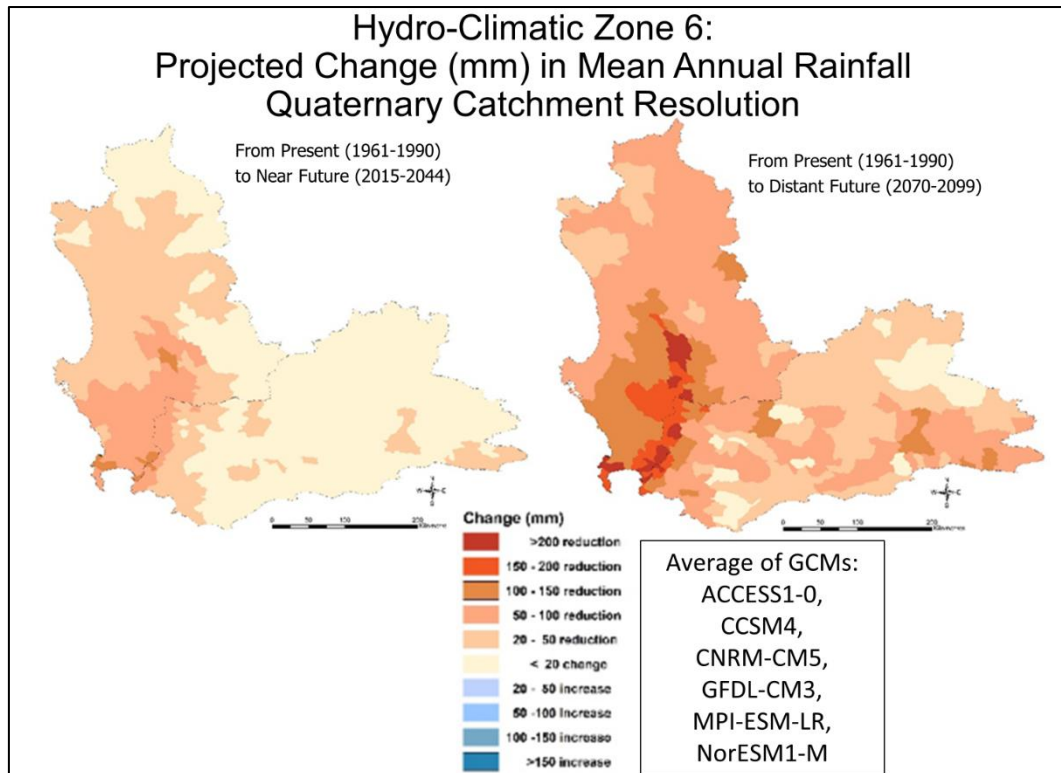 Hydro-Climatic Zone 6:
Projected Change (mm) in Mean Annual Rainfall
Quaternary Catchment Resolution
From Present (1961-1990)
to Near Future (2015-2044)
From Present (1961-1990)
to Distant Future (2070-2099)
Change (mm)
>200 reduction
150 - 200 reduction
100 - 150 reduction
50 - 100 reduction
20 - 50 reduction
< 20 change
20 - 50 increase
50 -100 Increase
100 -150 increase
>150 increase
Average of GCMs:
ACCESS1-0,
CCSM4,
CNRM-CM5,
GFDL-CM3,
MPI-ESM-LR,
NorESM1-M